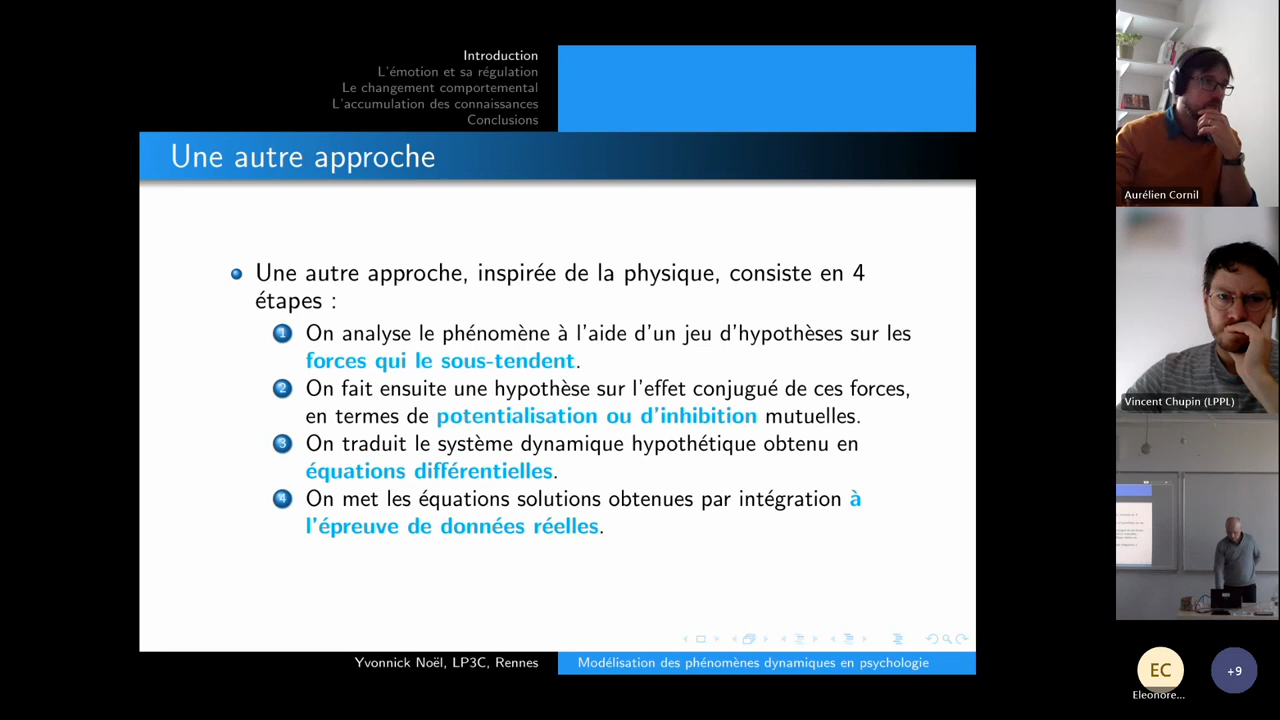 Introduction
L'émotion et sa régulation
Le changement comportemental
L'accumulation des connaissances
Conclusions
Une autre approche
Une autre approche, inspirée de la physique, consiste en 4
étapes :
1 On analyse le phénomène à l'aide d'un jeu d'hypothèses sur les
forces qui le sous-tendent.
2 On fait ensuite une hypothèse sur l'effet conjugué de ces forces,
en termes de potentialisation ou d'inhibition mutuelles.
3 On traduit le système dynamique hypothétique obtenu en
équations différentielles.
4 On met les équations solutions obtenues par intégration à
l'épreuve de données réelles.
Yvonnick Noël, LP3C, Rennes
Modélisation des phénomènes dynamiques en psychologie
Aurélien Cornil
Vincent Chupin (LPPL)
EC
Eleonore...
+9